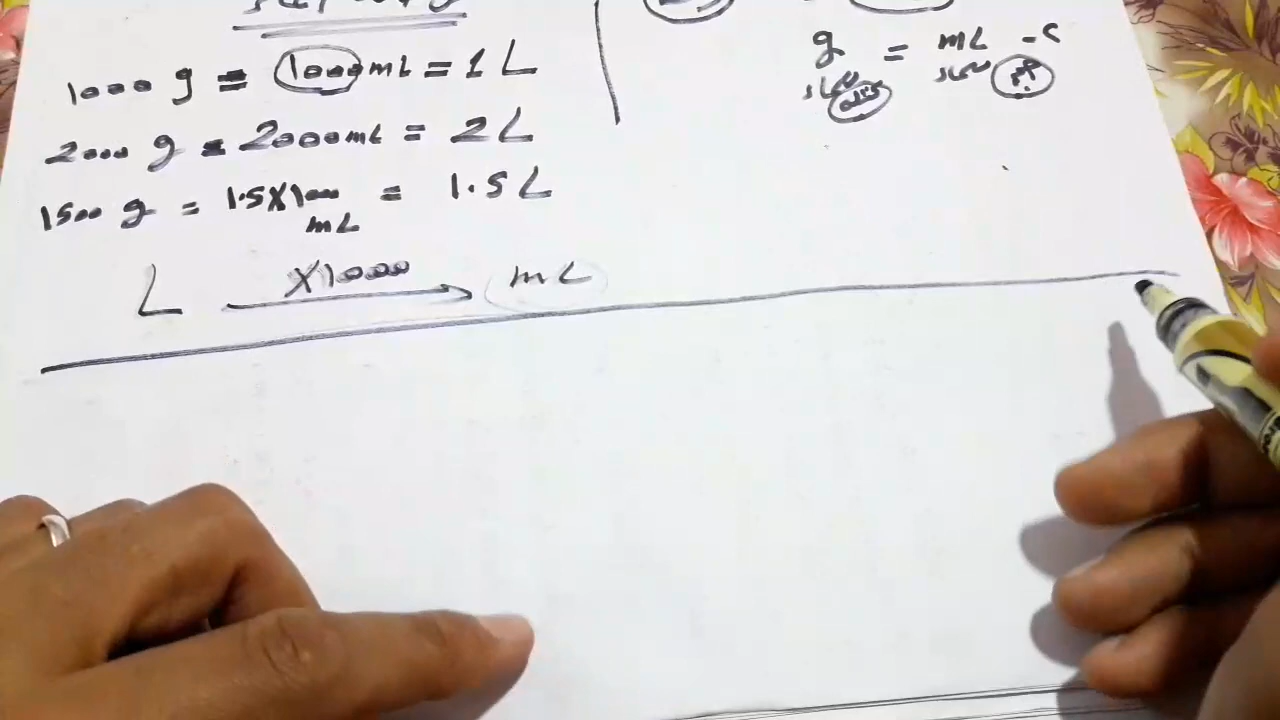 1000 g = 1000 mL = 1 L
2000 g = 2000 mL = 2 L
1500 g = 1.5 X 1000 mL = 1.5 L
L X1000 mL
g = mL